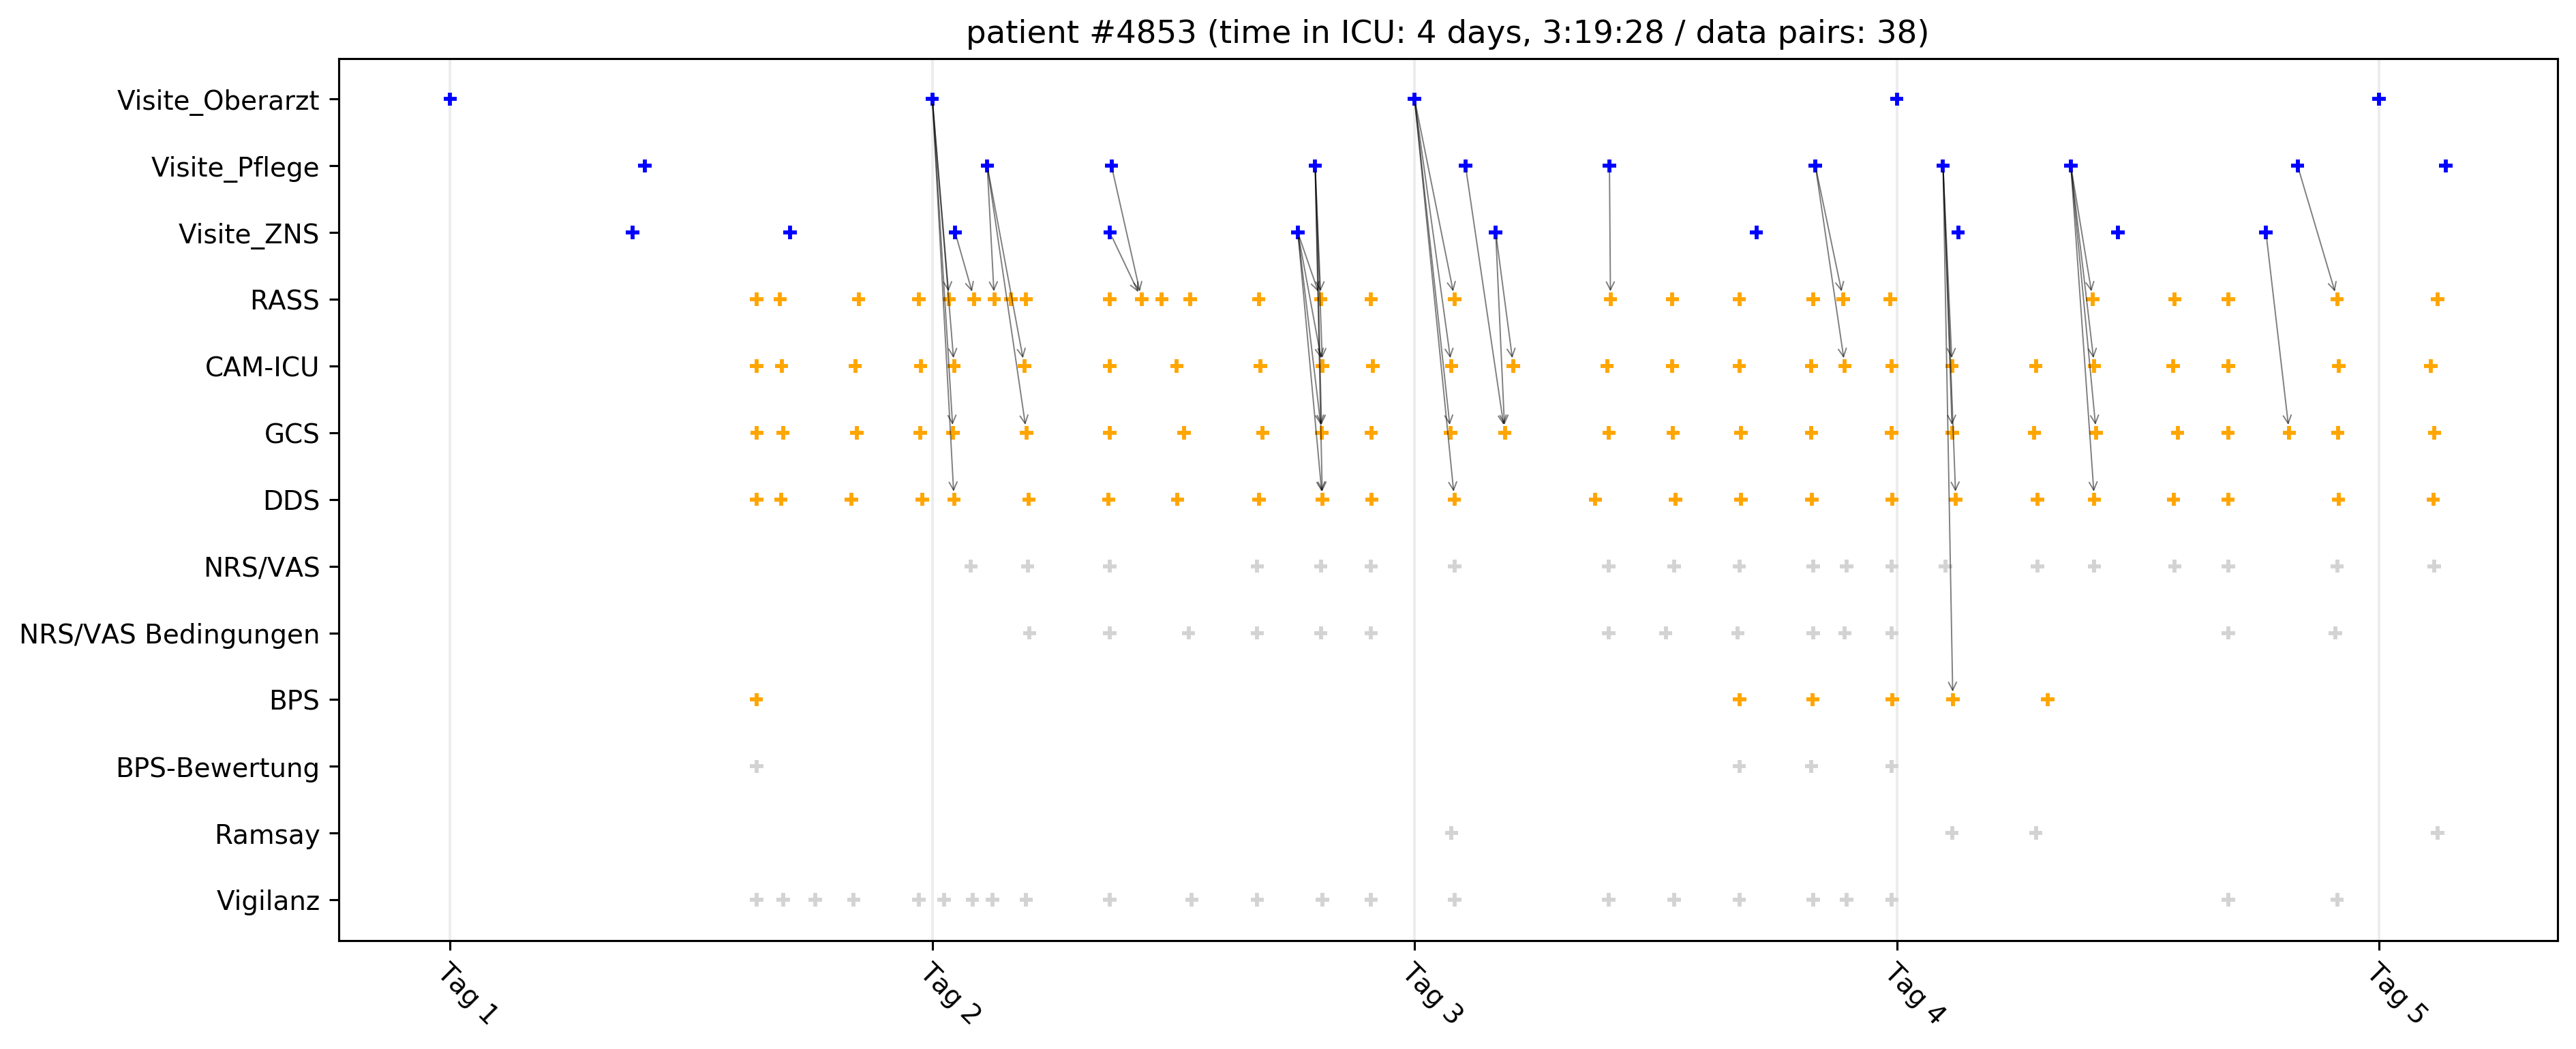 patient #4853 (time in ICU: 4 days, 3:19:28 / data pairs: 38)
Visite_Oberarzt
Visite_Pflege
Visite_ZNS
RASS
CAM-ICU
GCS
DDS
NRS/VAS
NRS/VAS Bedingungen
BPS
BPS-Bewertung
Ramsay
Vigilanz
Tag 1
Tag 2
Tag 3
Tag 4
Tag 5